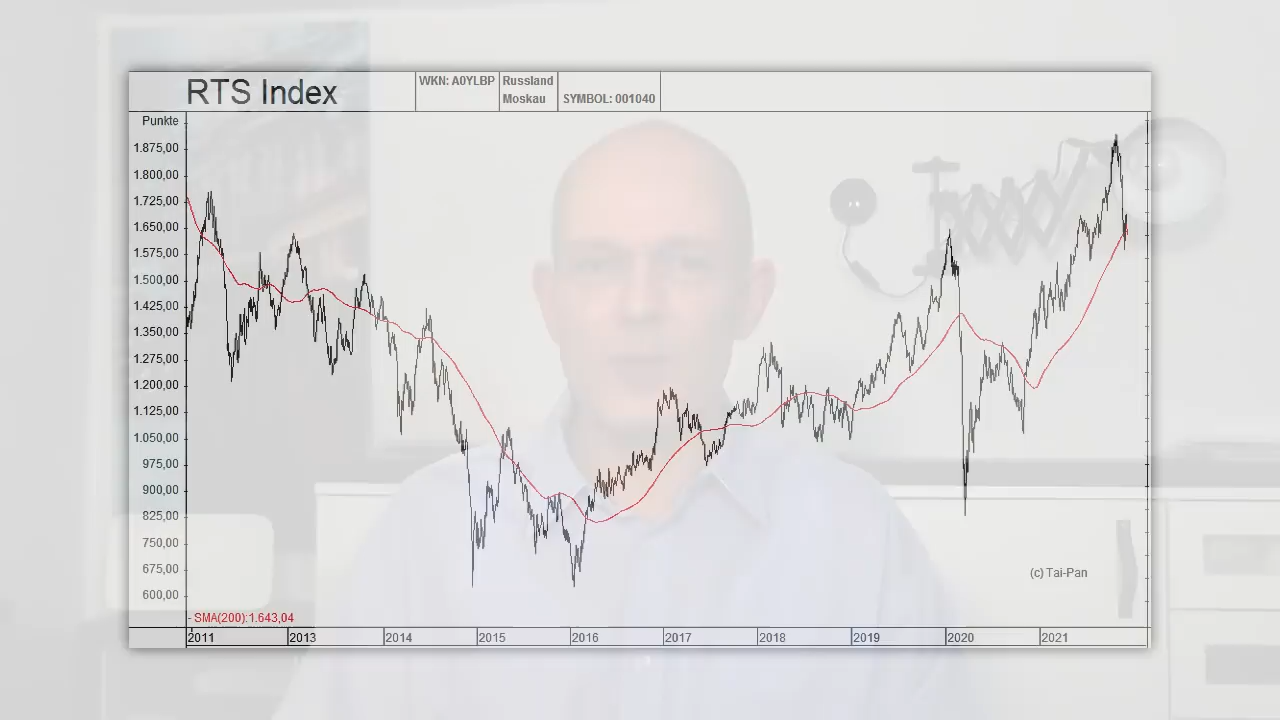 RTS Index
WKN: A0YLBP
Russland
Moskau
SYMBOL: 001040
Punkte
1.875,00
1.800,00
1.725,00
1.650,00
1.575,00
1.500,00
1.425,00
1.350,00
1.275,00
1.200,00
1.125,00
1.050,00
975,00
900,00
825,00
750,00
675,00
600,00
(c) Tai-Pan
- SMA(200):1.643,04
2011 2013 2014 2015 2016 2017 2018 2019 2020 2021